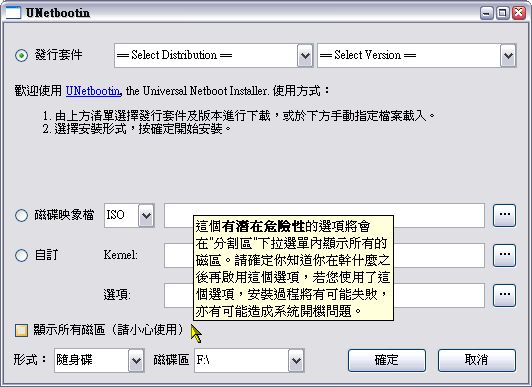 UNetbootin
發行套件 == Select Distribution == == Select Version ==
歡迎使用 UNetbootin, the Universal Netboot Installer. 使用方式：
1. 由上方清單選擇發行套件及版本進行下載，或於下方手動指定檔案載入。
2. 選擇安裝形式，按確定開始安裝。
磁碟映象檔 ISO ...
這個有潛在危險性的選項將會
在"分割區"下拉選單內顯示所有的
磁區。請確定你知道你在幹什麼之
後再啟用這個選項，若您使用了這
個選項，安裝過程將有可能失敗，
亦有可能造成系統開機問題。
自訂 Kernel: ...
選項: ...
顯示所有磁區（請小心使用）
形式： 隨身碟 磁碟區 F:\ 確定 取消